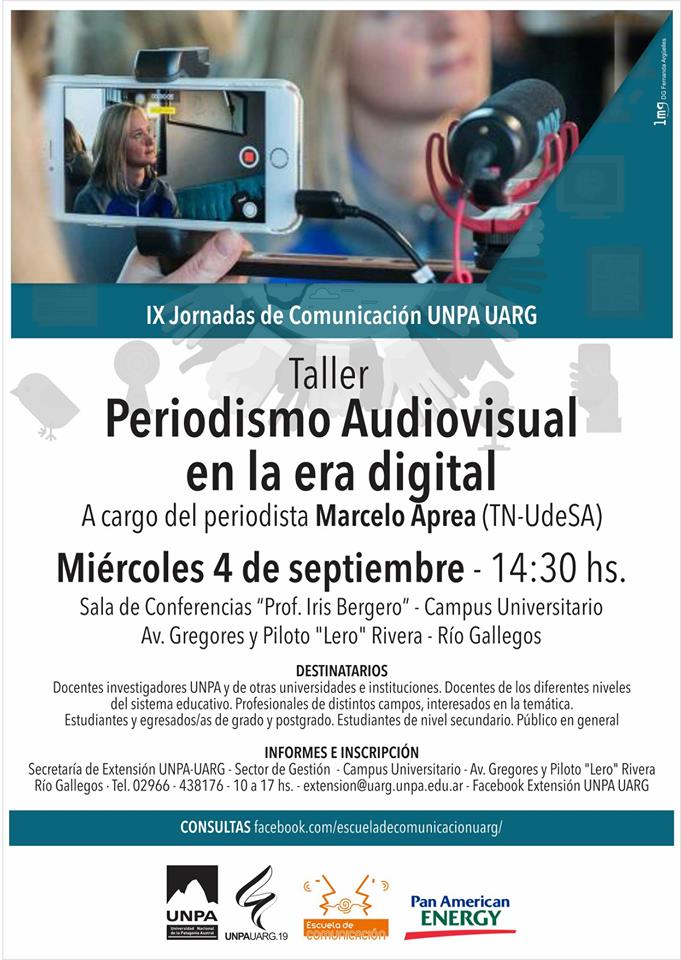 lmg DG Fernanda Argüelles
IX Jornadas de Comunicación UNPA UARG
Taller
Periodismo Audiovisual
en la era digital
A cargo del periodista Marcelo Aprea (TN-UdeSA)
Miércoles 4 de septiembre - 14:30 hs.
Sala de Conferencias “Prof. Iris Bergero” - Campus Universitario
Av. Gregores y Piloto "Lero" Rivera - Río Gallegos
DESTINATARIOS
Docentes investigadores UNPA y de otras universidades e instituciones. Docentes de los diferentes niveles
del sistema educativo. Profesionales de distintos campos, interesados en la temática.
Estudiantes y egresados/as de grado y postgrado. Estudiantes de nivel secundario. Público en general
INFORMES E INSCRIPCIÓN
Secretaría de Extensión UNPA-UARG - Sector de Gestión - Campus Universitario - Av. Gregores y Piloto "Lero" Rivera
Río Gallegos · Tel. 02966 - 438176 - 10 a 17 hs. - extension@uarg.unpa.edu.ar - Facebook Extensión UNPA UARG
CONSULTAS facebook.com/escueladecomunicacionuarg/
UNPA
Universidad Nacional
de la Patagonia Austral
UNPAUARG.19
Escuela de
comunicación
Pan American
ENERGY